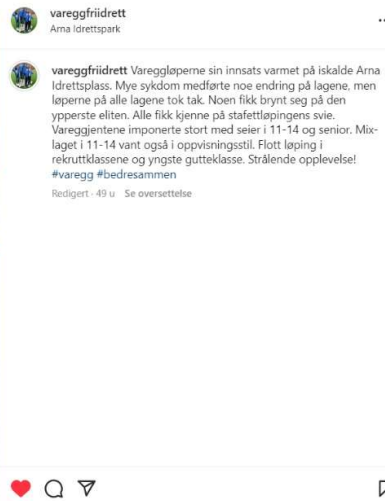 vareggfriidrett
Arna Idrettspark
vareggfriidrett Vareggløperne sin innsats varmet på iskalde Arna
Idrettsplass. Mye sykdom medførte noe endring på lagene, men
løperne på alle lagene tok tak. Noen fikk brynt seg på den
ypperste eliten. Alle fikk kjenne på stafettløpingens svie.
Vareggjentene imponerte stort med seier i 11-14 og senior. Mix-
laget i 11-14 vant også i oppvisningsstil. Flott løping i
rekruttklassene og yngste gutteklasse. Strålende opplevelse!
#varegg #bedresammen
Redigert · 49 u Se oversettelse